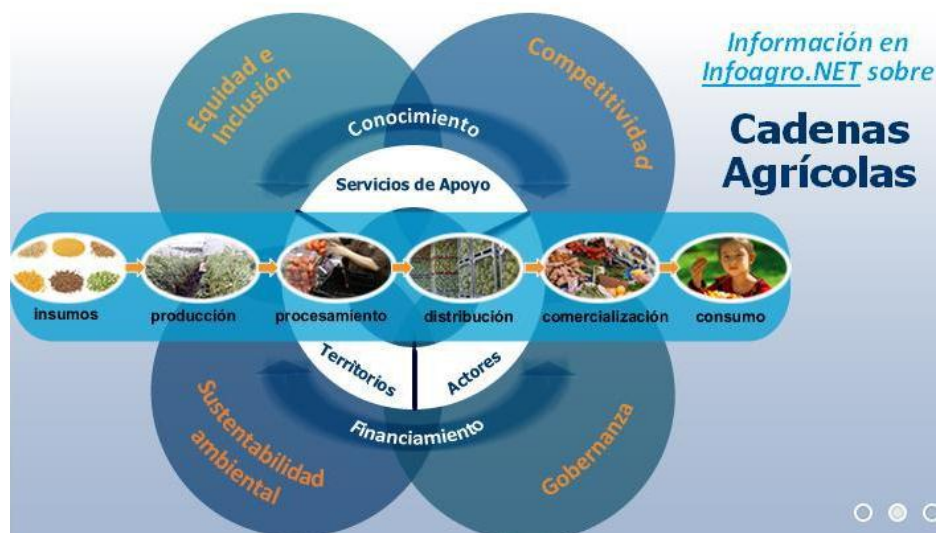 Información en
Infoagro.NET sobre
Cadenas
Agrícolas
Equidad e
Inclusión
Competitividad
Conocimiento
Servicios de Apoyo
insumos
producción
procesamiento
distribución
comercialización
consumo
Territorios
Actores
Financiamiento
Sustentabilidad
ambiental
Gobernanza